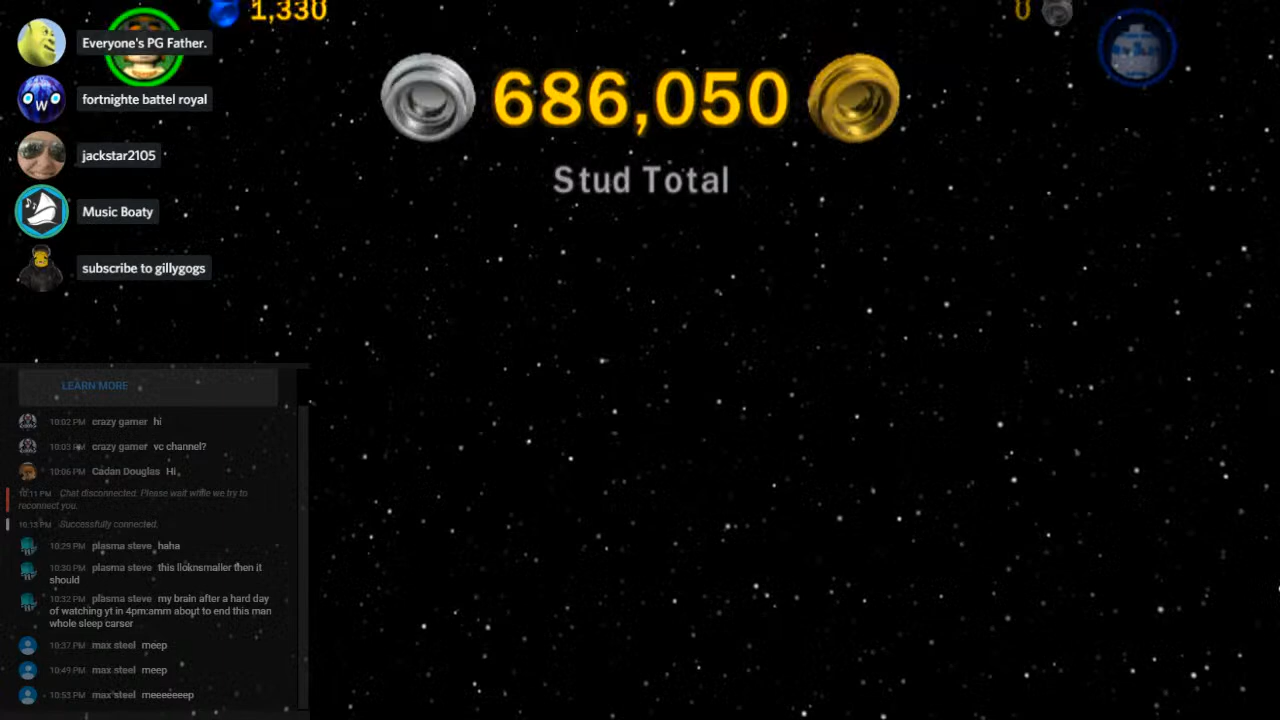 1,330
0
Everyone's PG Father.
686,050
fortnighte battel royal
jackstar2105
Stud Total
Music Boaty
subscribe to gillygogs
LEARN MORE
10:02 PM crazy gamer hi
10:03 PM crazy gamer vc channel?
10:06 PM Cadan Douglas Hi
10:11 PM Chat disconnected. Please wait while we try to
reconnect you.
10:13 PM Successfully connected.
10:29 PM plasma steve haha
10:30 PM plasma steve this lioknsmaller then it
should
10:32 PM plasma steve my brain after a hard day
of watching yt in 4pm:amm about to end this man
whole sleep carser
10:37 PM max steel meep
10:49 PM max steel meep
10:53 PM max steel meeeeeeep